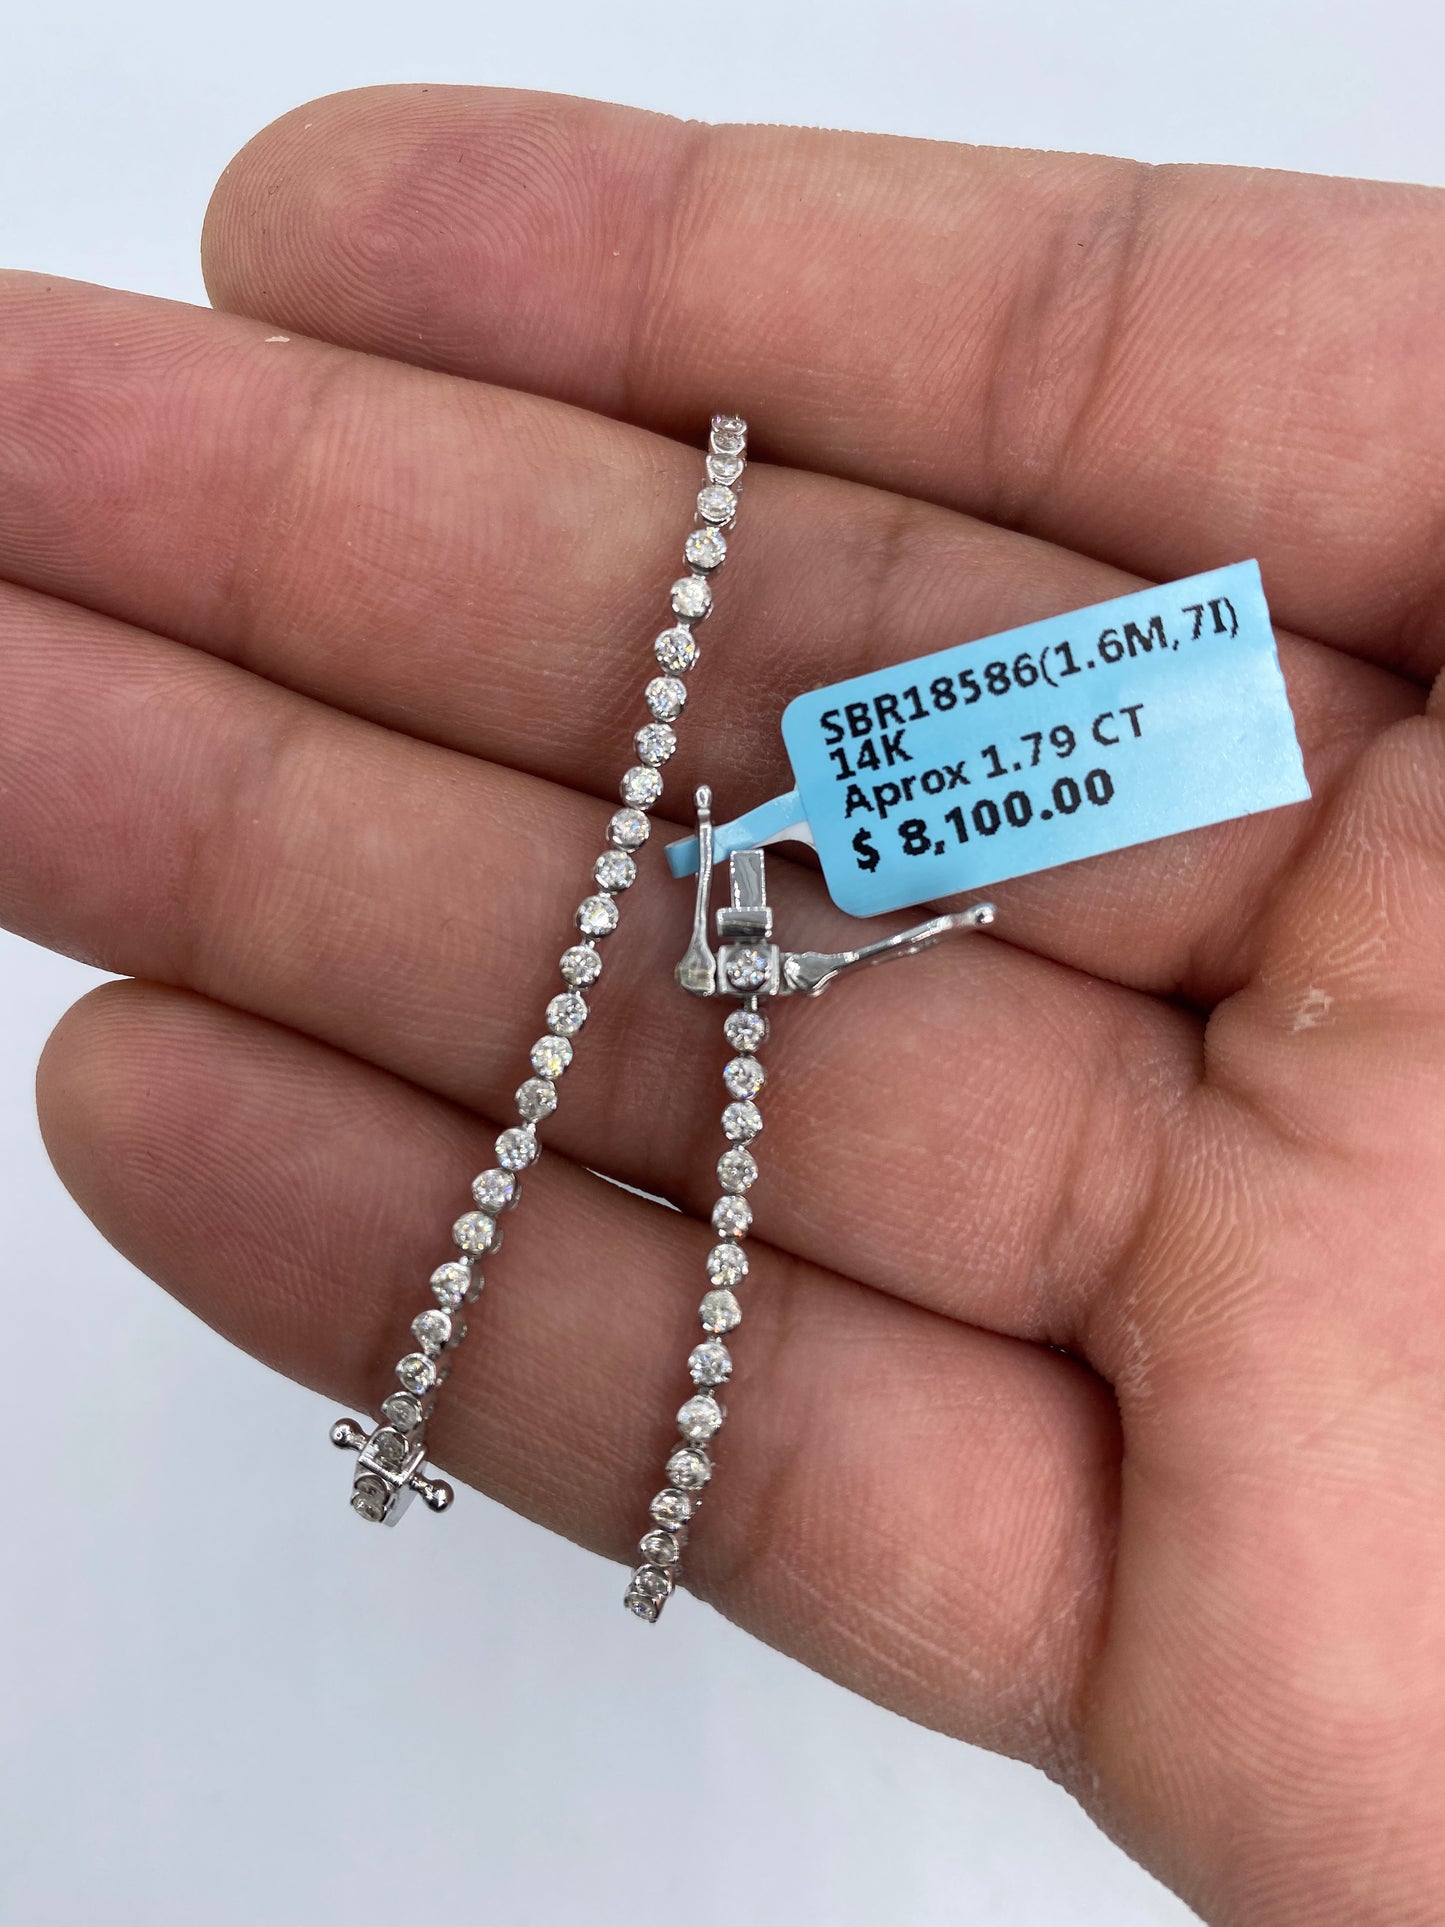 SBR18586(1.6M,7I)
14K
Aprox 1.79 CT
$ 8,100.00